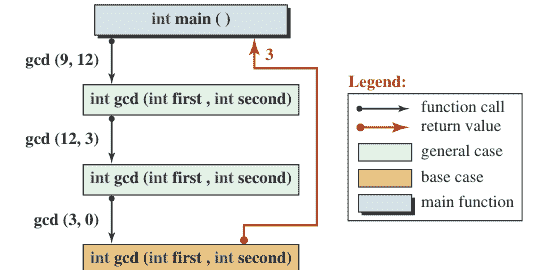 int main ( )
3
gcd (9, 12)
int gcd (int first , int second)
gcd (12, 3)
int gcd (int first , int second)
gcd (3, 0)
int gcd (int first , int second)
Legend:
function call
return value
general case
base case
main function